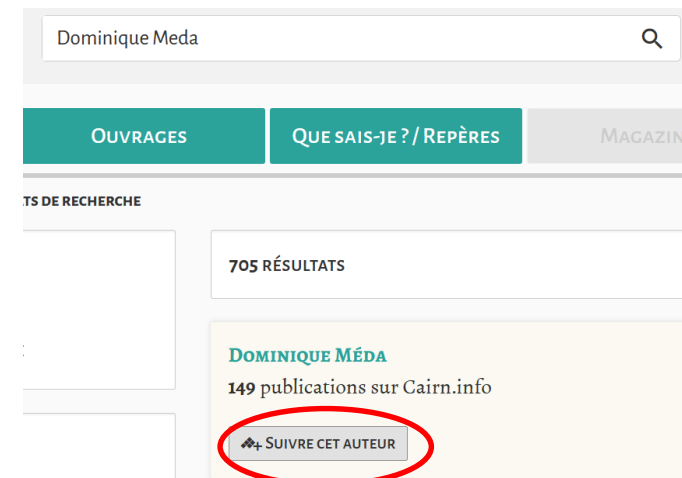 Dominique Meda
Ouvrages
Que sais-je ? / Repères
Magazin
ts de recherche
705 résultats
Dominique Méda
149 publications sur Cairn.info
Suivre cet auteur